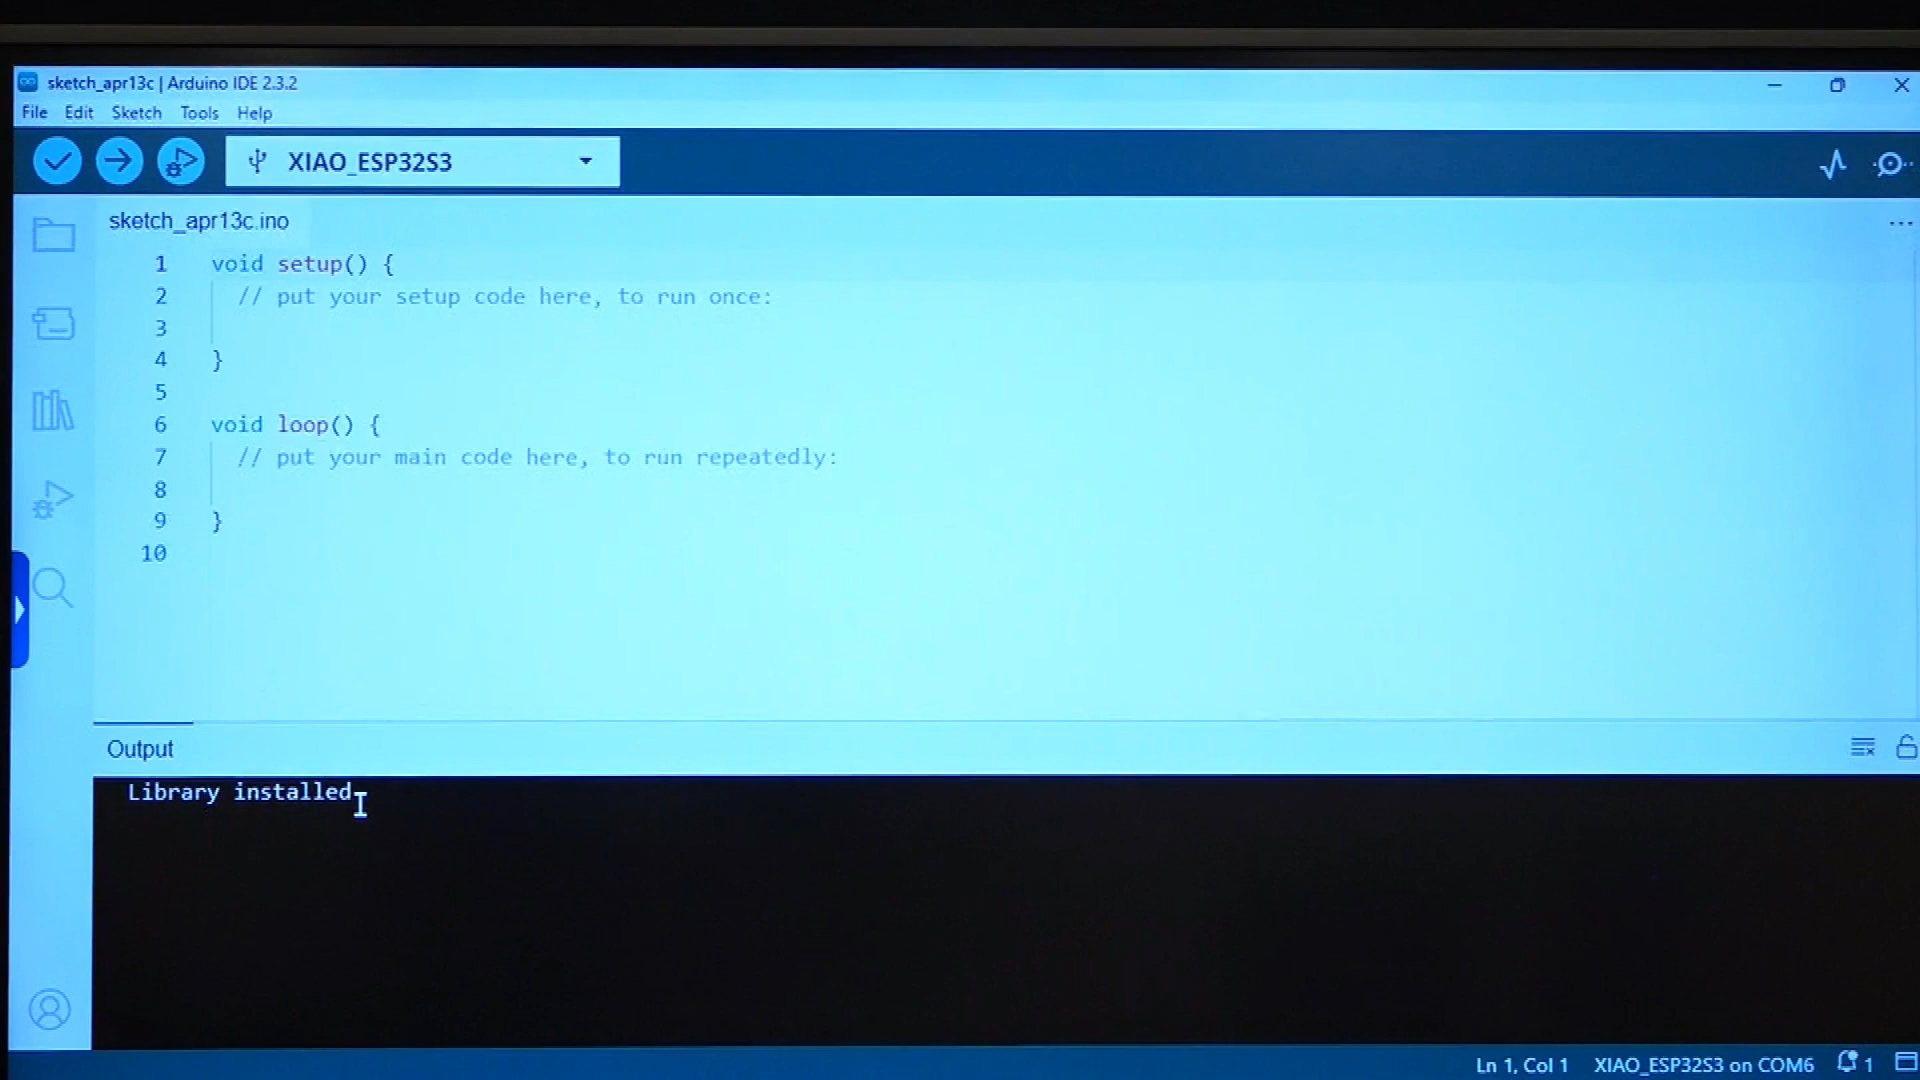 sketch_apr13c | Arduino IDE 2.3.2
File Edit Sketch Tools Help
XIAO_ESP32S3
sketch_apr13c.ino
...
1 void setup() {
2 // put your setup code here, to run once:
3
4 }
5
6 void loop() {
7 // put your main code here, to run repeatedly:
8
9 }
10
Output
Library installed
Ln 1, Col 1 XIAO_ESP32S3 on COM6 1